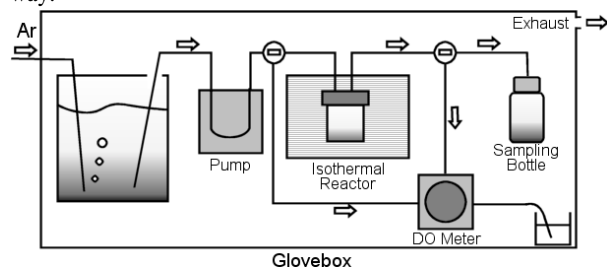 way.
Exhaust
Ar
Pump
Isothermal
Reactor
Sampling
Bottle
DO Meter
Glovebox